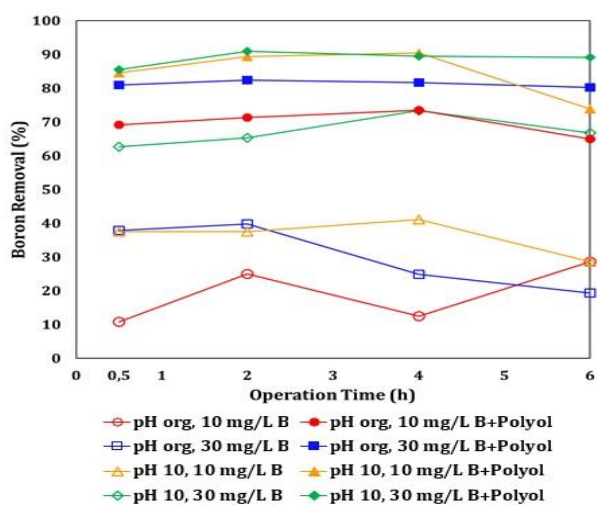 100
90
80
70
60
50
40
30
20
10
0
Boron Removal (%)
0 0,5 1 2 3 4 5 6
Operation Time (h)
pH org, 10 mg/L B pH org, 10 mg/L B+Polyol
pH org, 30 mg/L B pH org, 30 mg/L B+Polyol
pH 10, 10 mg/L B pH 10, 10 mg/L B+Polyol
pH 10, 30 mg/L B pH 10, 30 mg/L B+Polyol